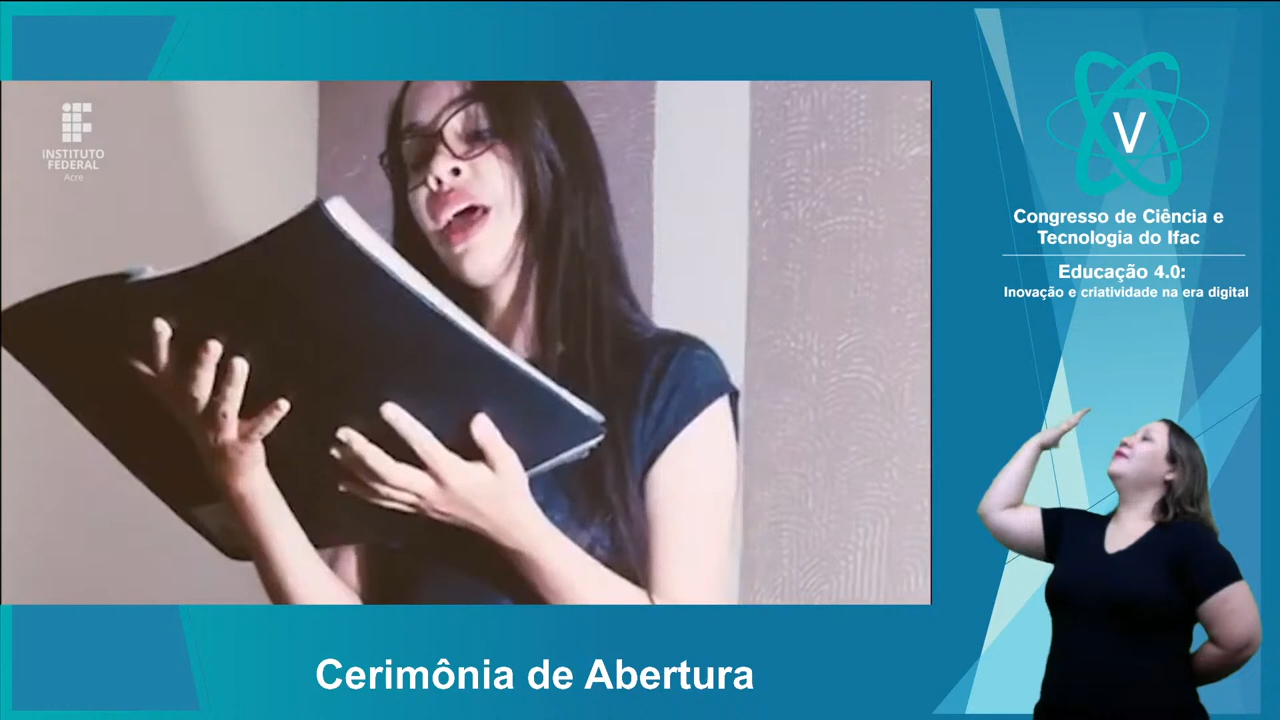 INSTITUTO
FEDERAL
Acre
V
Congresso de Ciência e
Tecnologia do Ifac
Educação 4.0:
Inovação e criatividade na era digital
Cerimônia de Abertura